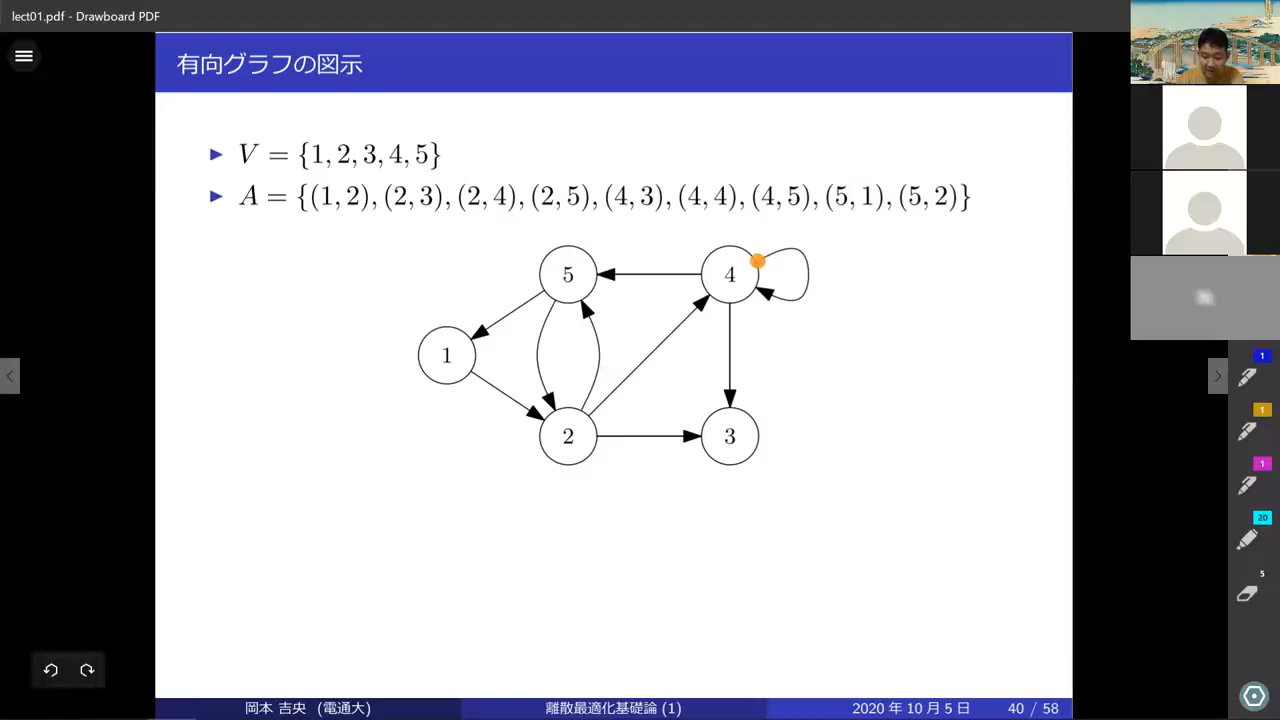 lect01.pdf - Drawboard PDF
有向グラフの図示
V = {1, 2, 3, 4, 5}
A = {(1, 2), (2, 3), (2, 4), (2, 5), (4, 3), (4, 4), (4, 5), (5, 1), (5, 2)}
5
4
1
2
3
1
1
1
20
5
岡本 吉央 (電通大)
離散最適化基礎論 (1)
2020 年 10 月 5 日
40 / 58